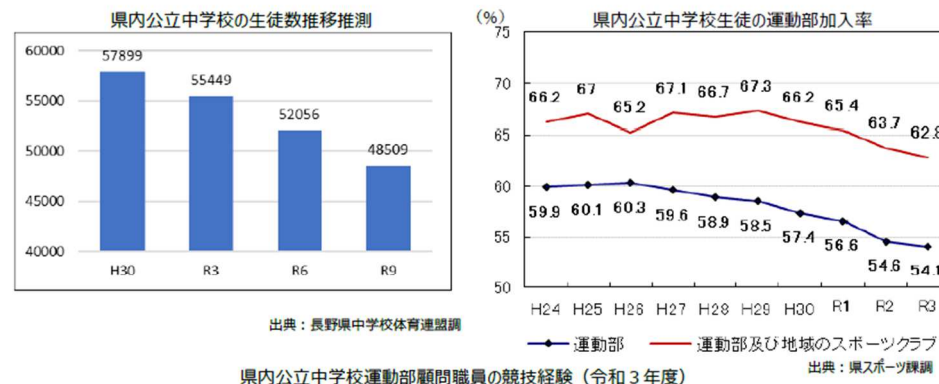 県内公立中学校の生徒数推移推測
60000
55000
50000
45000
40000
57899
55449
52056
48509
H30 R3 R6 R9
出典：長野県中学校体育連盟調
(%) 県内公立中学校生徒の運動部加入率
75
70
65
60
55
50
66.2 67 65.2 67.1 66.7 67.3 66.2 65.4 63.7 62.8
59.9 60.1 60.3 59.6 58.9 58.5 57.4 56.6 54.6 54.1
H24 H25 H26 H27 H28 H29 H30 R1 R2 R3
運動部 運動部及び地域のスポーツクラブ
出典：県スポーツ課調
県内公立中学校運動部顧問職員の競技経験（令和３年度）